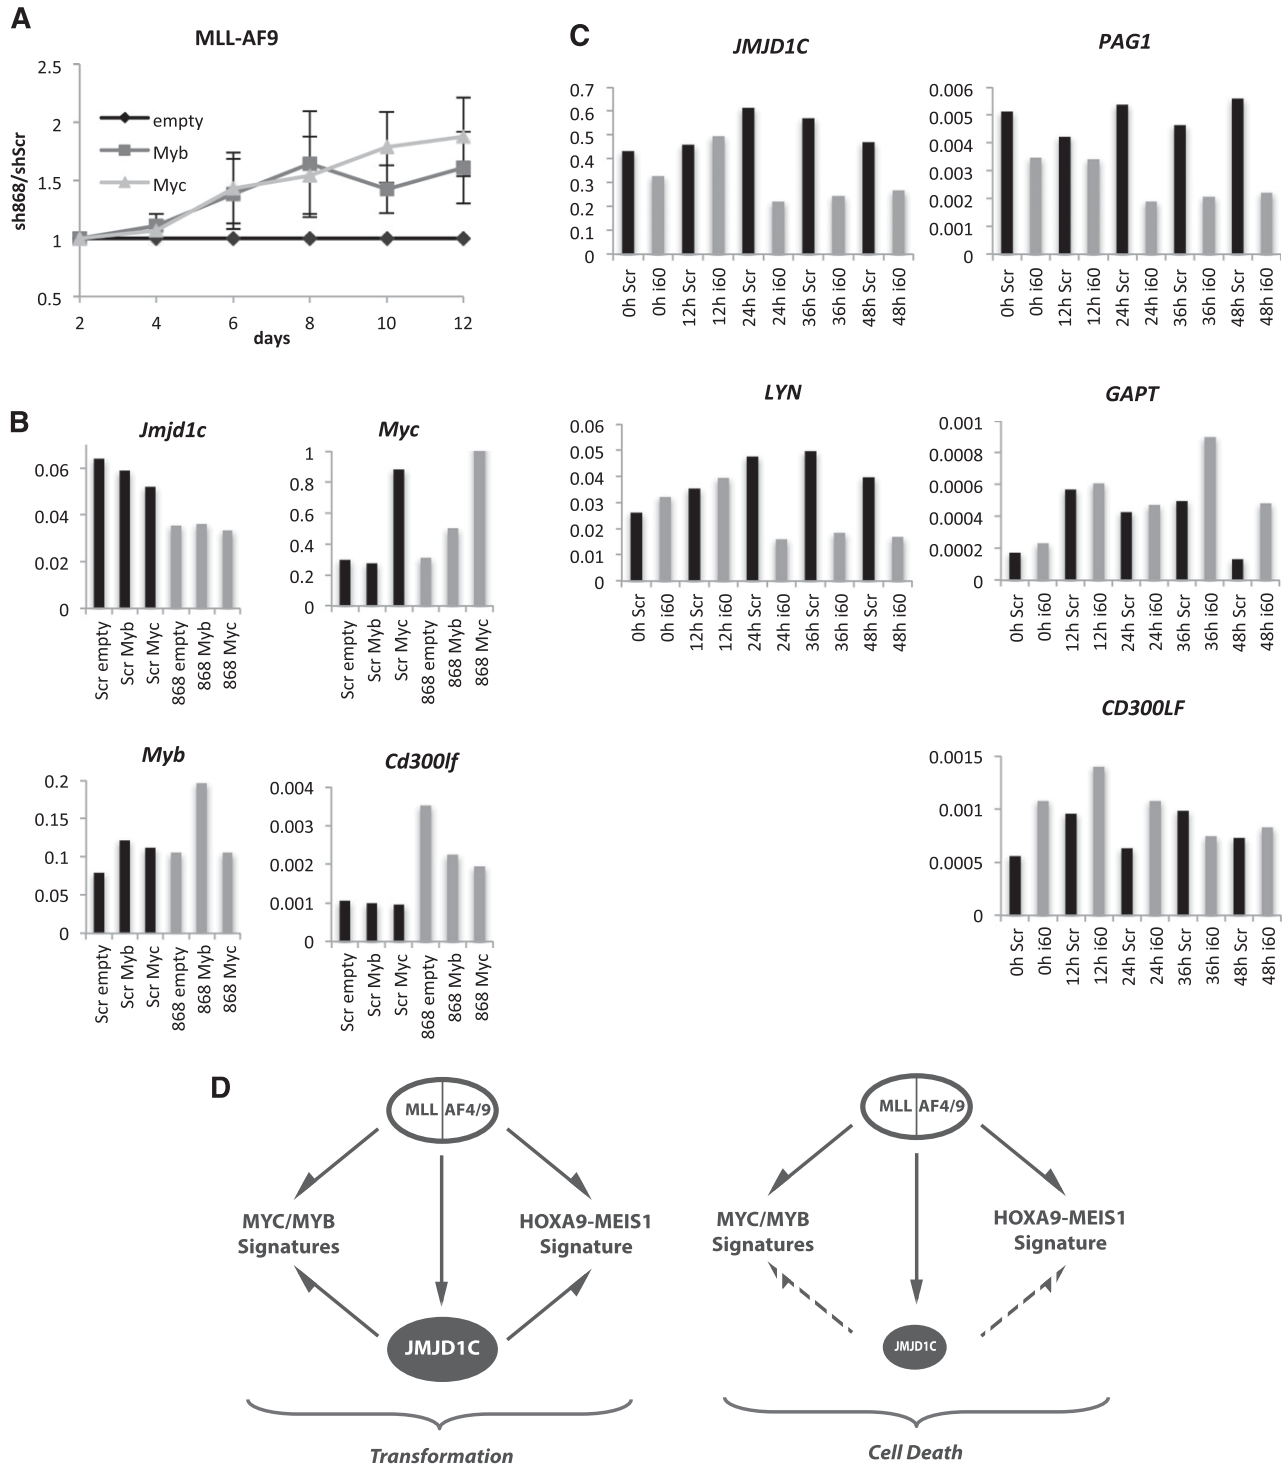 A
MLL-AF9
2.5
2
1.5
1
0.5
sh868/shScr
empty
Myb
Myc
2 4 6 8 10 12
days
B
Jmjd1c
0.06
0.04
0.02
0
Scr empty
Scr Myb
Scr Myc
868 empty
868 Myb
868 Myc
Myc
1
0.8
0.6
0.4
0.2
0
Scr empty
Scr Myb
Scr Myc
868 empty
868 Myb
868 Myc
Myb
0.2
0.15
0.1
0.05
0
Scr empty
Scr Myb
Scr Myc
868 empty
868 Myb
868 Myc
Cd300lf
0.004
0.003
0.002
0.001
0
Scr empty
Scr Myb
Scr Myc
868 empty
868 Myb
868 Myc
C
JMJD1C
0.7
0.6
0.5
0.4
0.3
0.2
0.1
0
0h Scr
0h i60
12h Scr
12h i60
24h Scr
24h i60
36h Scr
36h i60
48h Scr
48h i60
PAG1
0.006
0.005
0.004
0.003
0.002
0.001
0
0h Scr
0h i60
12h Scr
12h i60
24h Scr
24h i60
36h Scr
36h i60
48h Scr
48h i60
LYN
0.06
0.05
0.04
0.03
0.02
0.01
0
0h Scr
0h i60
12h Scr
12h i60
24h Scr
24h i60
36h Scr
36h i60
48h Scr
48h i60
GAPT
0.001
0.0008
0.0006
0.0004
0.0002
0
0h Scr
0h i60
12h Scr
12h i60
24h Scr
24h i60
36h Scr
36h i60
48h Scr
48h i60
CD300LF
0.0015
0.001
0.0005
0
0h Scr
0h i60
12h Scr
12h i60
24h Scr
24h i60
36h Scr
36h i60
48h Scr
48h i60
D
MLL AF4/9
MYC/MYB
Signatures
HOXA9-MEIS1
Signature
JMJD1C
Transformation
MLL AF4/9
MYC/MYB
Signatures
HOXA9-MEIS1
Signature
JMJD1C
Cell Death